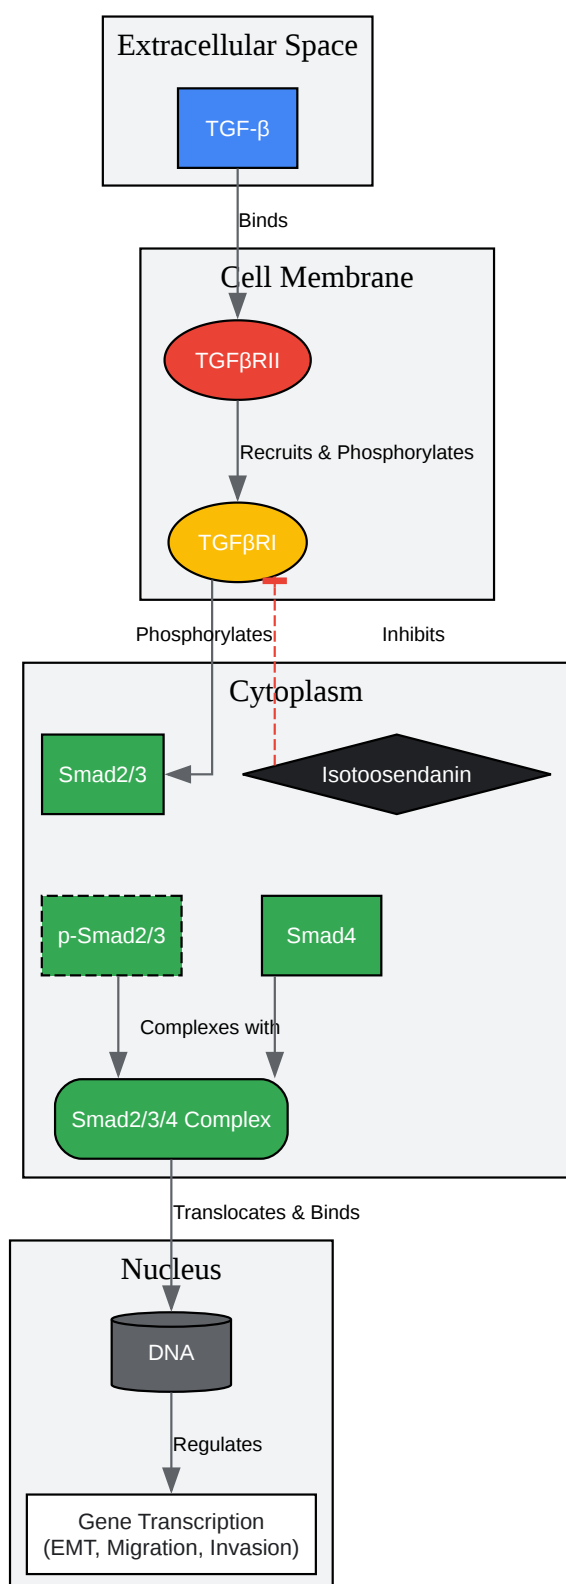 Extracellular Space
TGF-β
Binds
Cell Membrane
TGFβRII
Recruits & Phosphorylates
TGFβRI
Phosphorylates
Inhibits
Cytoplasm
Smad2/3
Isotoosendanin
p-Smad2/3
Smad4
Complexes with
Smad2/3/4 Complex
Translocates & Binds
Nucleus
DNA
Regulates
Gene Transcription
(EMT, Migration, Invasion)